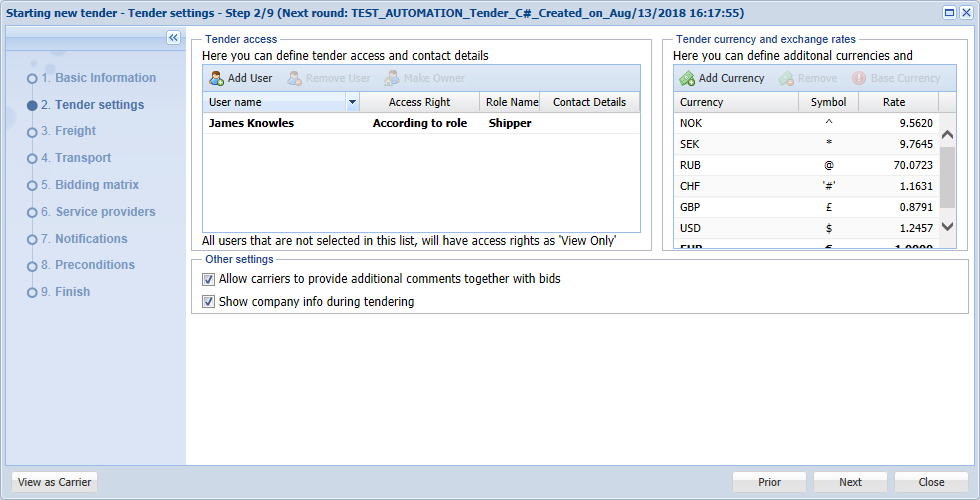 Starting new tender - Tender settings - Step 2/9 (Next round: TEST_AUTOMATION_Tender_C#_Created_on_Aug/13/2018 16:17:55)
1. Basic Information
2. Tender settings
3. Freight
4. Transport
5. Bidding matrix
6. Service providers
7. Notifications
8. Preconditions
9. Finish
Tender access
Here you can define tender access and contact details
Add User Remove User Make Owner
User name Access Right Role Name Contact Details
James Knowles According to role Shipper
All users that are not selected in this list, will have access rights as 'View Only'
Tender currency and exchange rates
Here you can define additonal currencies and
Add Currency Remove Base Currency
Currency Symbol Rate
NOK ^ 9.5620
SEK * 9.7645
RUB @ 70.0723
CHF '#' 1.1631
GBP £ 0.8791
USD $ 1.2457
EUR € 1.0000
Other settings
Allow carriers to provide additional comments together with bids
Show company info during tendering
View as Carrier Prior Next Close